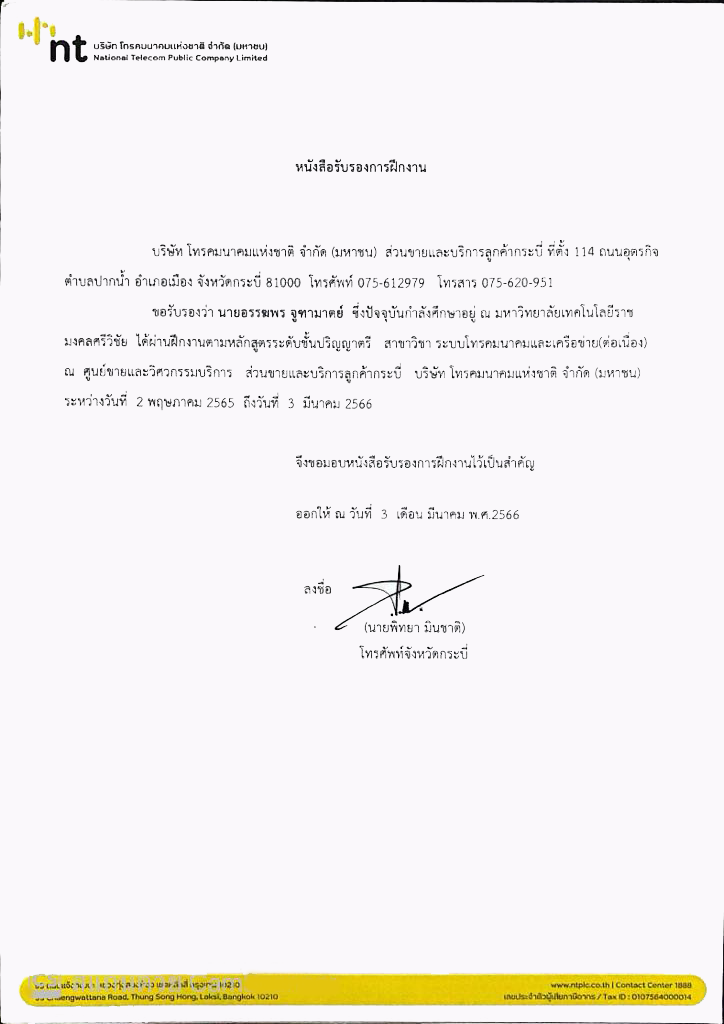 nt บริษัท โทรคมนาคมแห่งชาติ จำกัด (มหาชน)
National Telecom Public Company Limited
หนังสือรับรองการฝึกงาน
บริษัท โทรคมนาคมแห่งชาติ จำกัด (มหาชน) ส่วนขายและบริการลูกค้ากระบี่ ที่ตั้ง 114 ถนนอุตรกิจ
ตำบลปากน้ำ อำเภอเมือง จังหวัดกระบี่ 81000 โทรศัพท์ 075-612979 โทรสาร 075-620-951
ขอรับรองว่า นายอรรฆพร จูฑามาตย์ ซึ่งปัจจุบันกำลังศึกษาอยู่ ณ มหาวิทยาลัยเทคโนโลยีราช
มงคลศรีวิชัย ได้ผ่านฝึกงานตามหลักสูตรระดับชั้นปริญญาตรี สาขาวิชา ระบบโทรคมนาคมและเครือข่าย(ต่อเนื่อง)
ณ ศูนย์ขายและวิศวกรรมบริการ ส่วนขายและบริการลูกค้ากระบี่ บริษัท โทรคมนาคมแห่งชาติ จำกัด (มหาชน)
ระหว่างวันที่ 2 พฤษภาคม 2565 ถึงวันที่ 3 มีนาคม 2566
จึงขอมอบหนังสือรับรองการฝึกงานไว้เป็นสำคัญ
ออกให้ ณ วันที่ 3 เดือน มีนาคม พ.ศ.2566
ลงชื่อ
(นายพิทยา มินชาติ)
โทรศัพท์จังหวัดกระบี่
กรุงเทพฯ 10210
Chaengwattana Road, Thung Song Hong, Laksi, Bangkok 10210
www.ntplc.co.th | Contact Center 1888
เลขประจำตัวผู้เสียภาษีอากร / Tax ID : 0107564000014